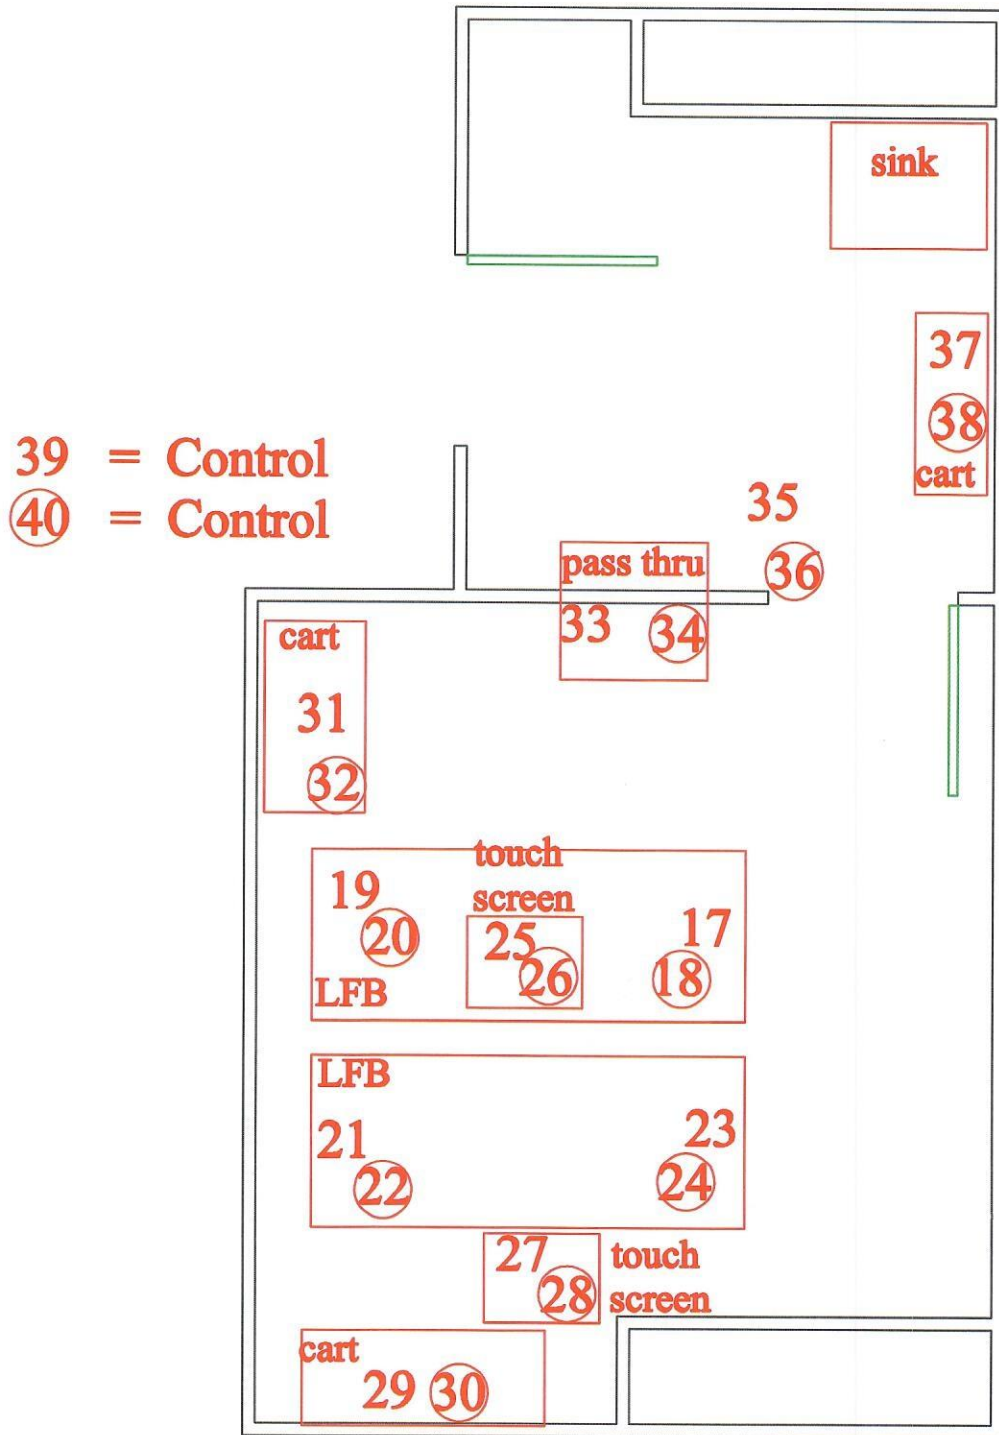 sink
37
38
cart
39 = Control
40 = Control
35
36
pass thru
33
34
cart
31
32
touch
screen
19
20
25
26
17
18
LFB
LFB
21
22
23
24
27
28
touch
screen
cart
29
30